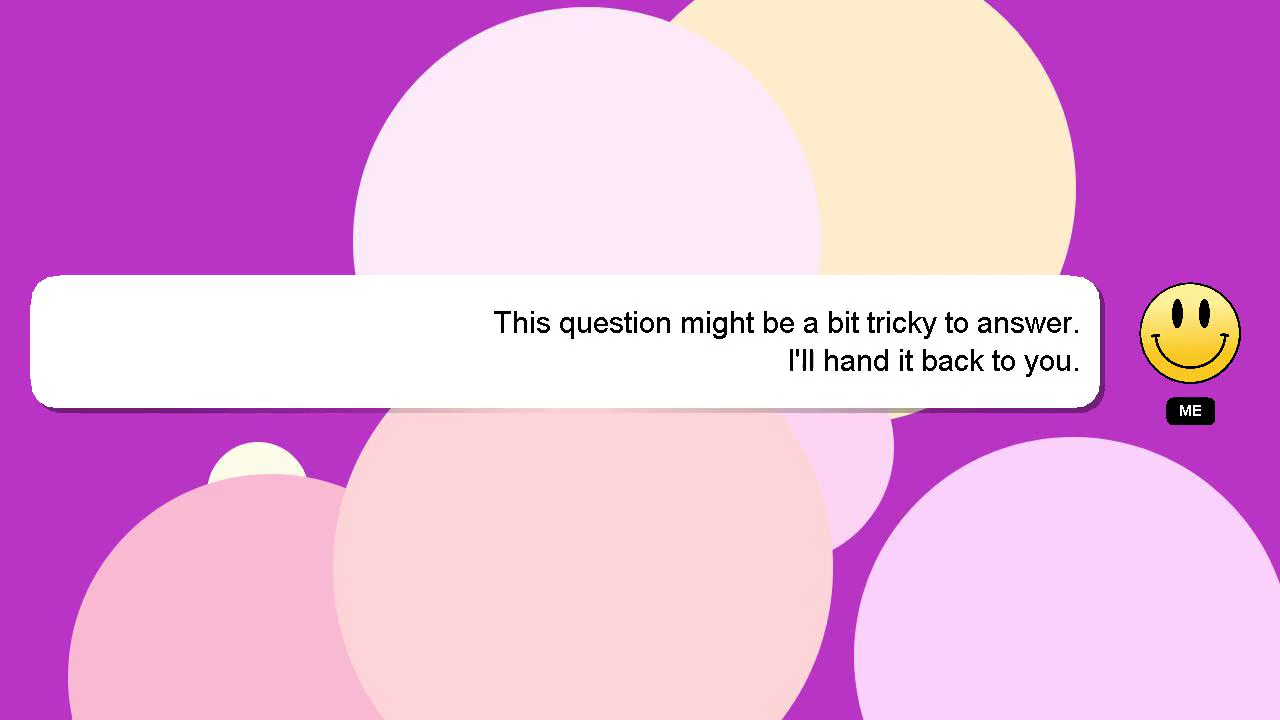 This question might be a bit tricky to answer.
I'll hand it back to you.
ME